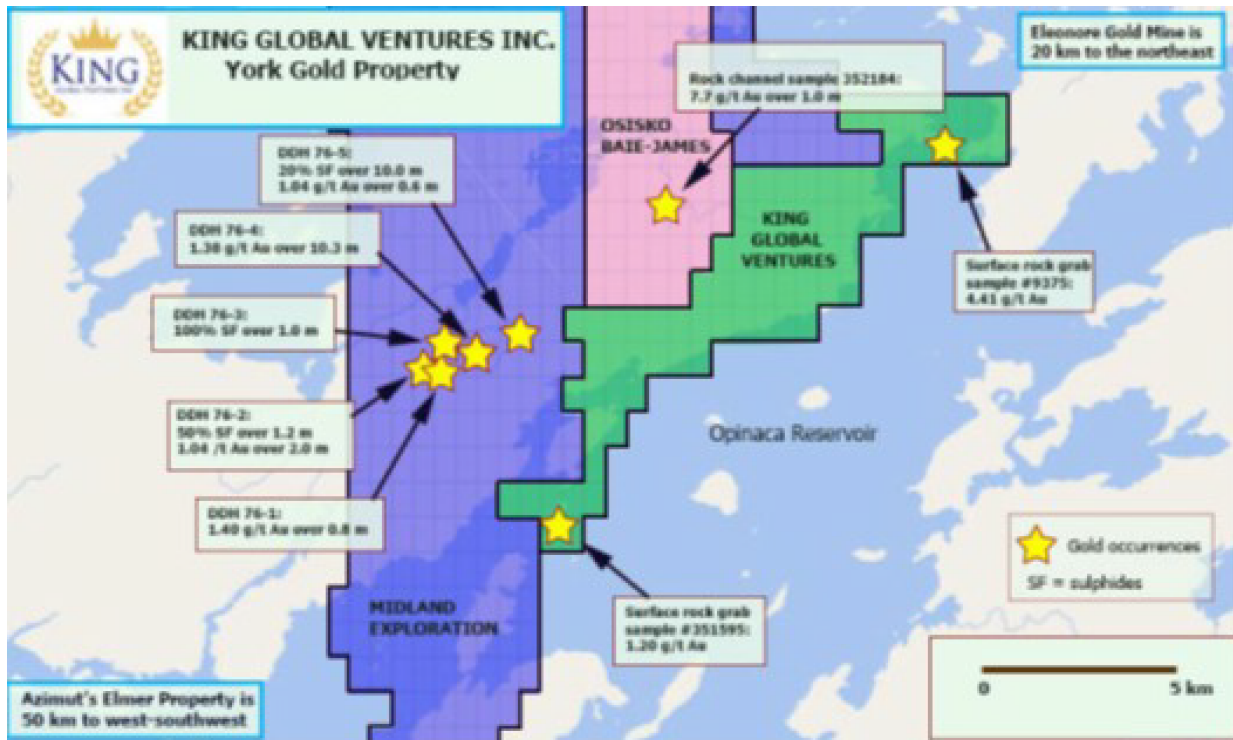 KING
KING GLOBAL VENTURES INC.
York Gold Property
Eleonore Gold Mine is
20 km to the northeast
Rock channel sample 352184:
7.7 g/t Au over 1.0 m
OSISKO
BAIE-JAMES
DDH 76-5:
20% SF over 10.0 m
1.04 g/t Au over 0.6 m
DDH 76-4:
1.38 g/t Au over 10.3 m
KING
GLOBAL
VENTURES
Surface rock grab
sample #9375:
4.41 g/t Au
DDH 76-3:
100% SF over 1.0 m
DDH 76-2:
50% SF over 1.2 m
1.04 /t Au over 2.0 m
Opinaca Reservoir
DDH 76-1:
1.40 g/t Au over 0.8 m
Gold occurrences
SF = sulphides
MIDLAND
EXPLORATION
Surface rock grab
sample #351595:
1.20 g/t Au
Azimut's Elmer Property is
50 km to west-southwest
0 5 km